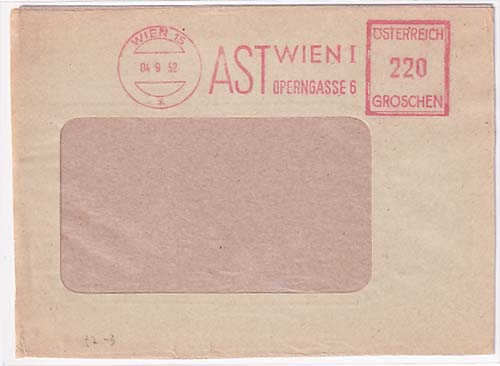 WIEN 15
04 9 52
AST WIEN I
OPERNGASSE 6
ÖSTERREICH
220
GROSCHEN